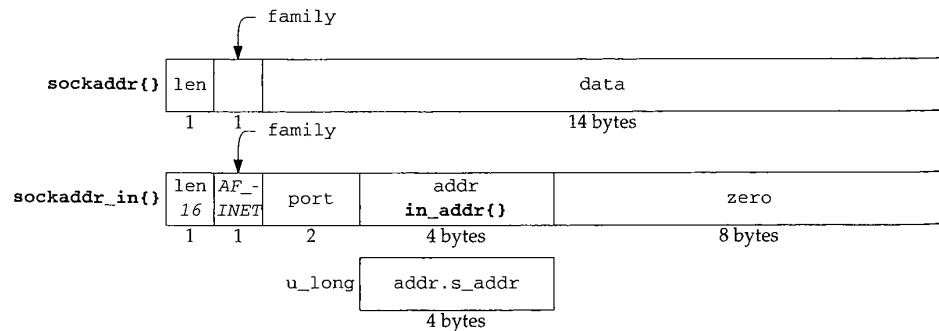 family
sockaddr{} len data
1 1 14 bytes
family
sockaddr_in{} len 16 AF_- INET port addr in_addr{} zero
1 1 2 4 bytes 8 bytes
u_long addr.s_addr
4 bytes